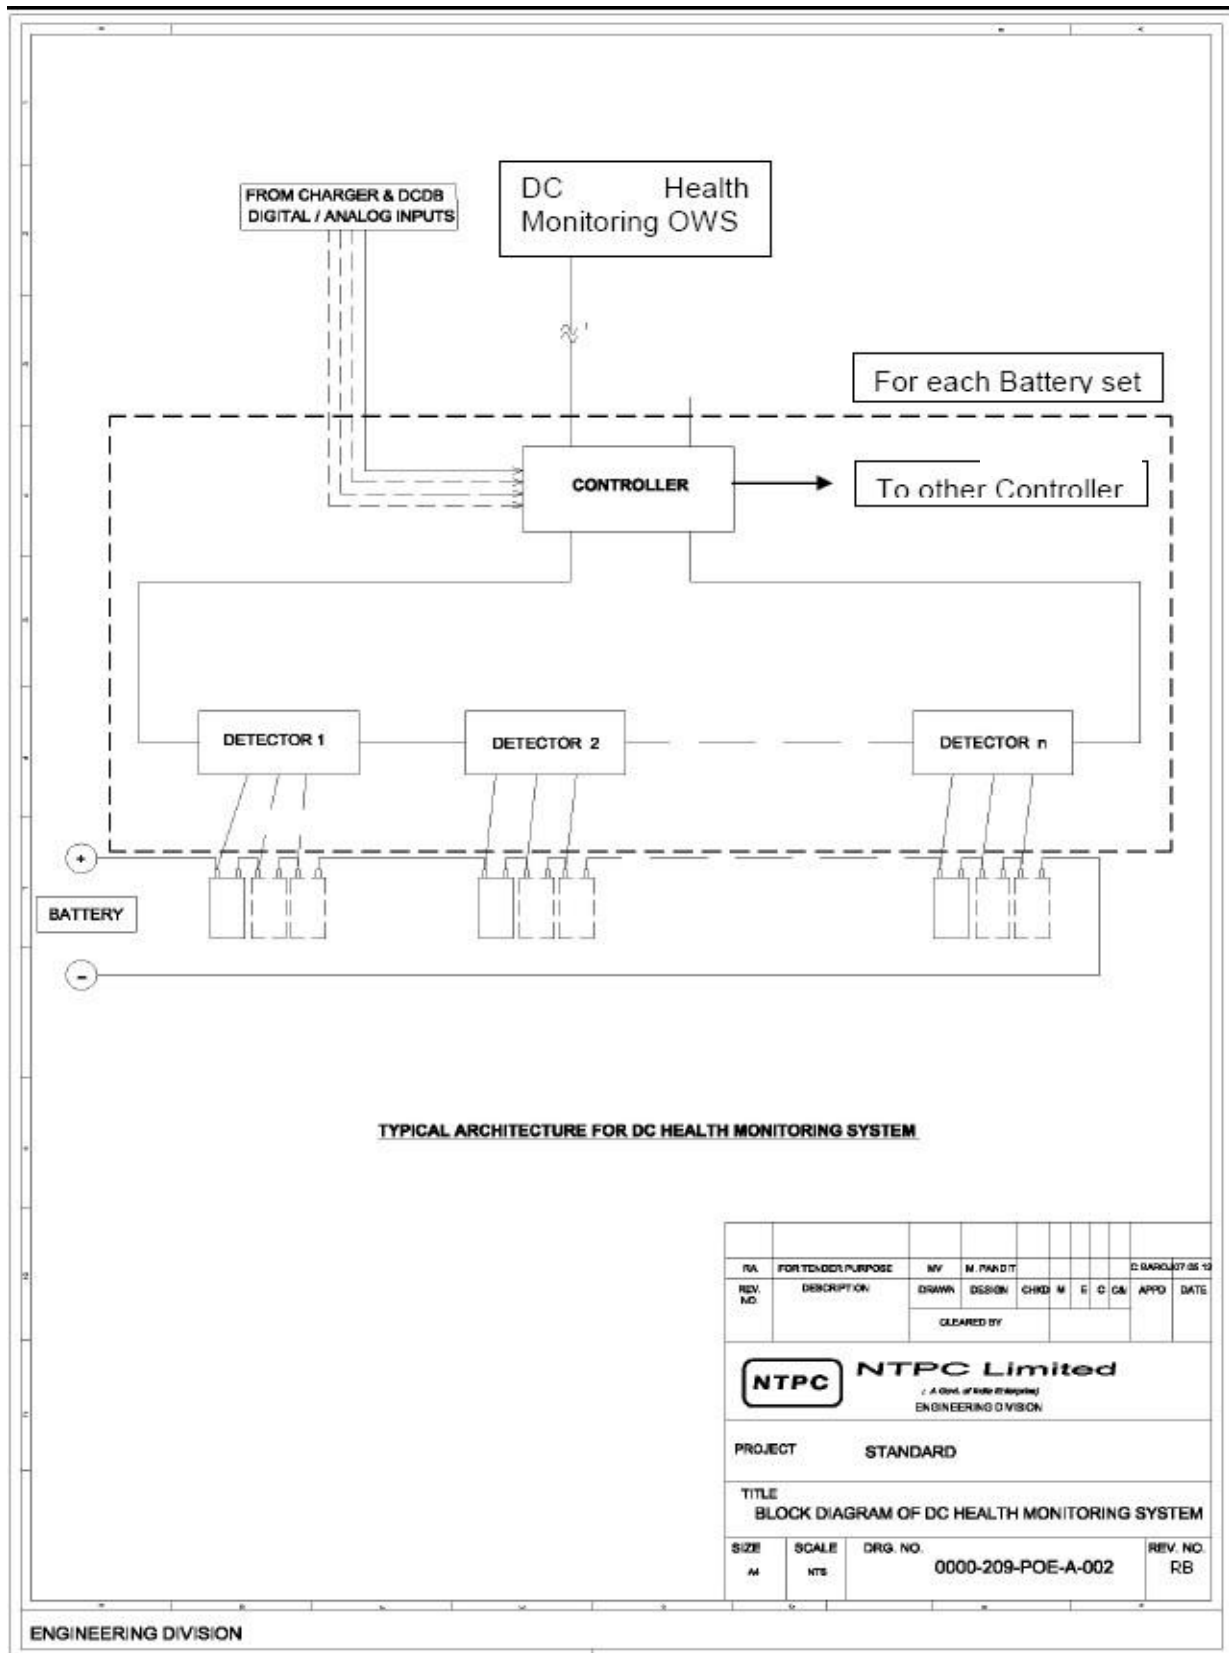 FROM CHARGER & DCDB
DIGITAL / ANALOG INPUTS
DC Health
Monitoring OWS
For each Battery set
CONTROLLER
To other Controller
DETECTOR 1
DETECTOR 2
DETECTOR n
+
BATTERY
-
TYPICAL ARCHITECTURE FOR DC HEALTH MONITORING SYSTEM
RA FOR TENDER PURPOSE MV M. PANDIT
REV. NO. DESCRIPTION DRAWN DESIGN CHKD M E C C&I APPD DATE
CLEARED BY
NTPC
NTPC Limited
( A Govt. of India Enterprise)
ENGINEERING DIVISION
PROJECT STANDARD
TITLE
BLOCK DIAGRAM OF DC HEALTH MONITORING SYSTEM
SIZE SCALE DRG. NO. REV. NO.
A4 NTS 0000-209-POE-A-002 RB
ENGINEERING DIVISION